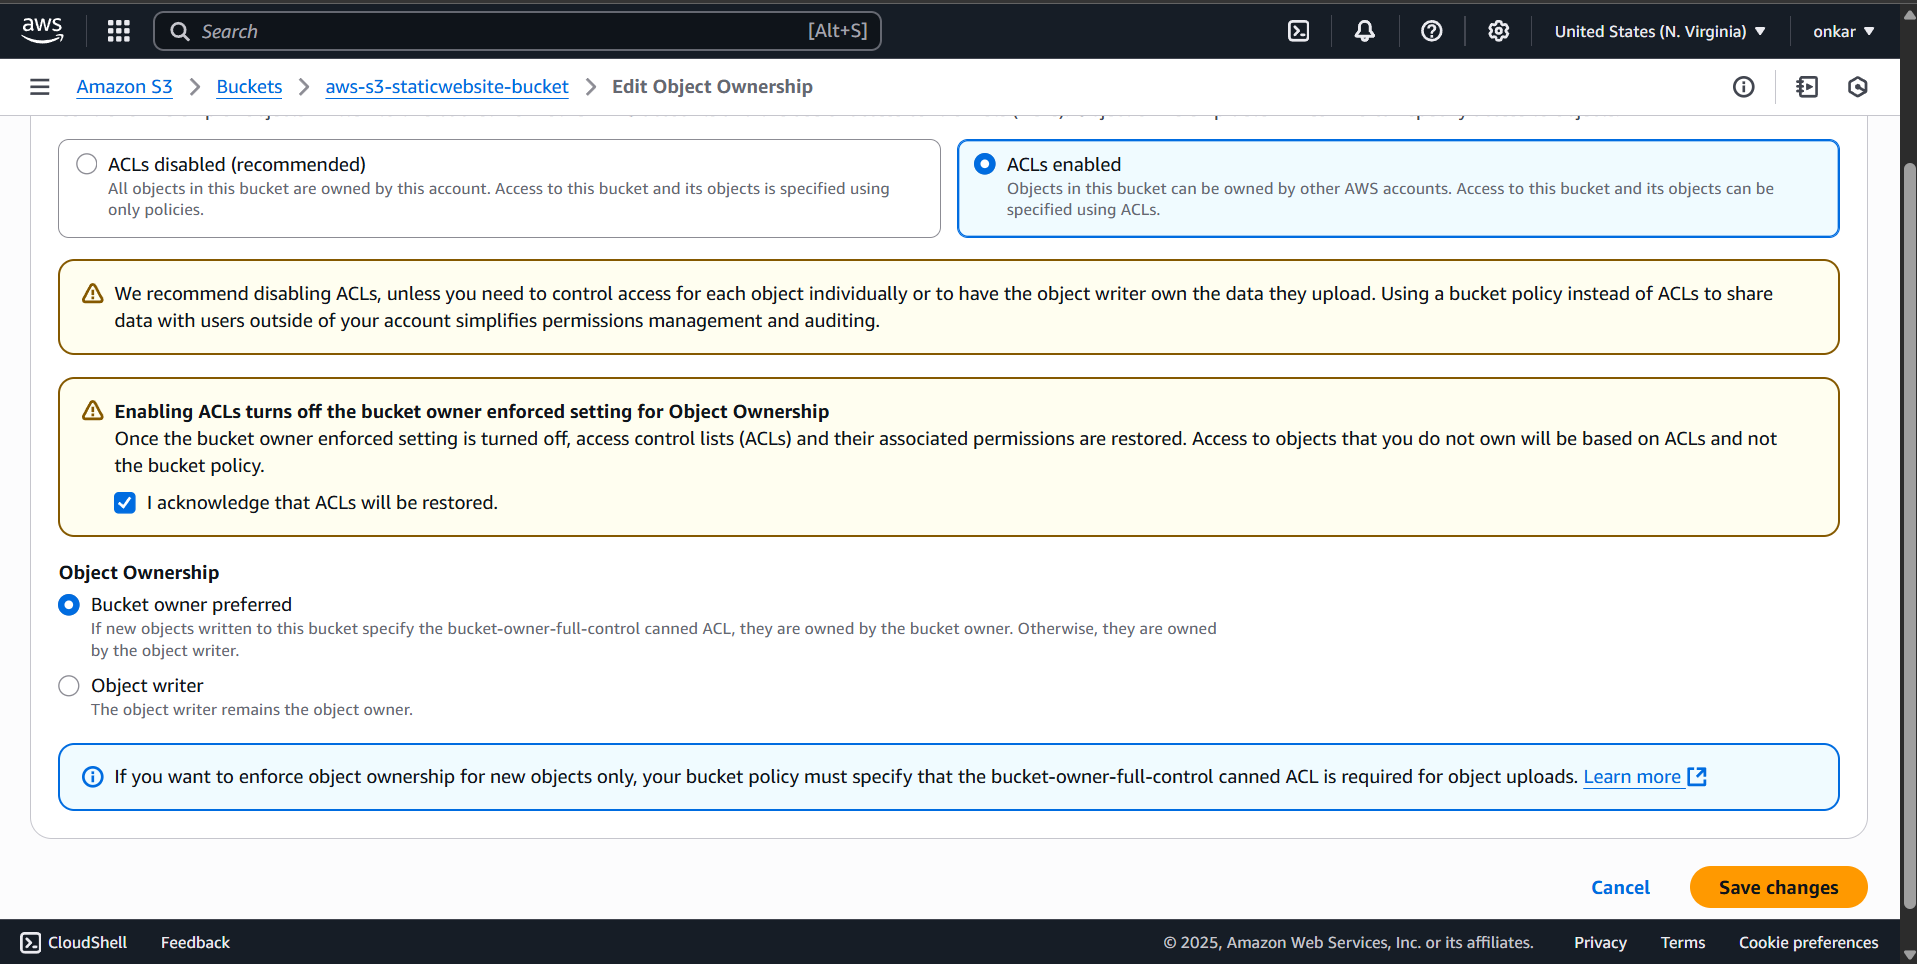 aws
Search [Alt+S]
United States (N. Virginia)
onkar
Amazon S3
Buckets
aws-s3-staticwebsite-bucket
Edit Object Ownership
ACLs disabled (recommended)
All objects in this bucket are owned by this account. Access to this bucket and its objects is specified using
only policies.
ACLs enabled
Objects in this bucket can be owned by other AWS accounts. Access to this bucket and its objects can be
specified using ACLs.
We recommend disabling ACLs, unless you need to control access for each object individually or to have the object writer own the data they upload. Using a bucket policy instead of ACLs to share
data with users outside of your account simplifies permissions management and auditing.
Enabling ACLs turns off the bucket owner enforced setting for Object Ownership
Once the bucket owner enforced setting is turned off, access control lists (ACLs) and their associated permissions are restored. Access to objects that you do not own will be based on ACLs and not
the bucket policy.
I acknowledge that ACLs will be restored.
Object Ownership
Bucket owner preferred
If new objects written to this bucket specify the bucket-owner-full-control canned ACL, they are owned by the bucket owner. Otherwise, they are owned
by the object writer.
Object writer
The object writer remains the object owner.
If you want to enforce object ownership for new objects only, your bucket policy must specify that the bucket-owner-full-control canned ACL is required for object uploads. Learn more
Cancel
Save changes
CloudShell
Feedback
© 2025, Amazon Web Services, Inc. or its affiliates.
Privacy
Terms
Cookie preferences